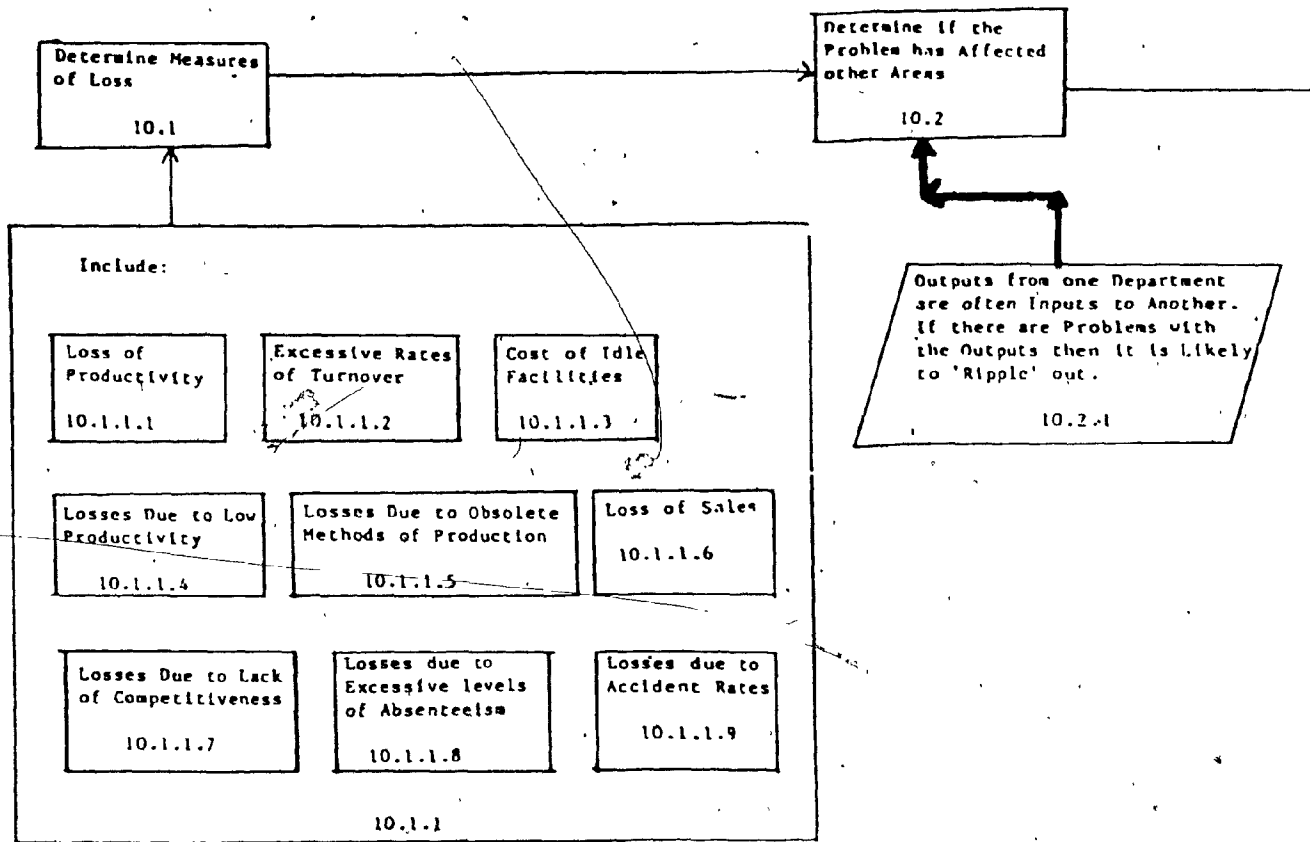 Determine Measures
of Loss
10.1
Determine if the
Problem has Affected
other Areas
10.2
Include:
Loss of
Productivity
10.1.1.1
Excessive Rates
of Turnover
10.1.1.2
Cost of Idle
Facilities
10.1.1.3
Outputs from one Department
are often Inputs to Another.
If there are Problems with
the Outputs then it is Likely
to 'Ripple' out.
10.2.1
Losses Due to Low
Productivity
10.1.1.4
Losses Due to Obsolete
Methods of Production
10.1.1.5
Loss of Sales
10.1.1.6
Losses Due to Lack
of Competitiveness
10.1.1.7
Losses due to
Excessive levels
of Absenteeism
10.1.1.8
Losses due to
Accident Rates
10.1.1.9
10.1.1